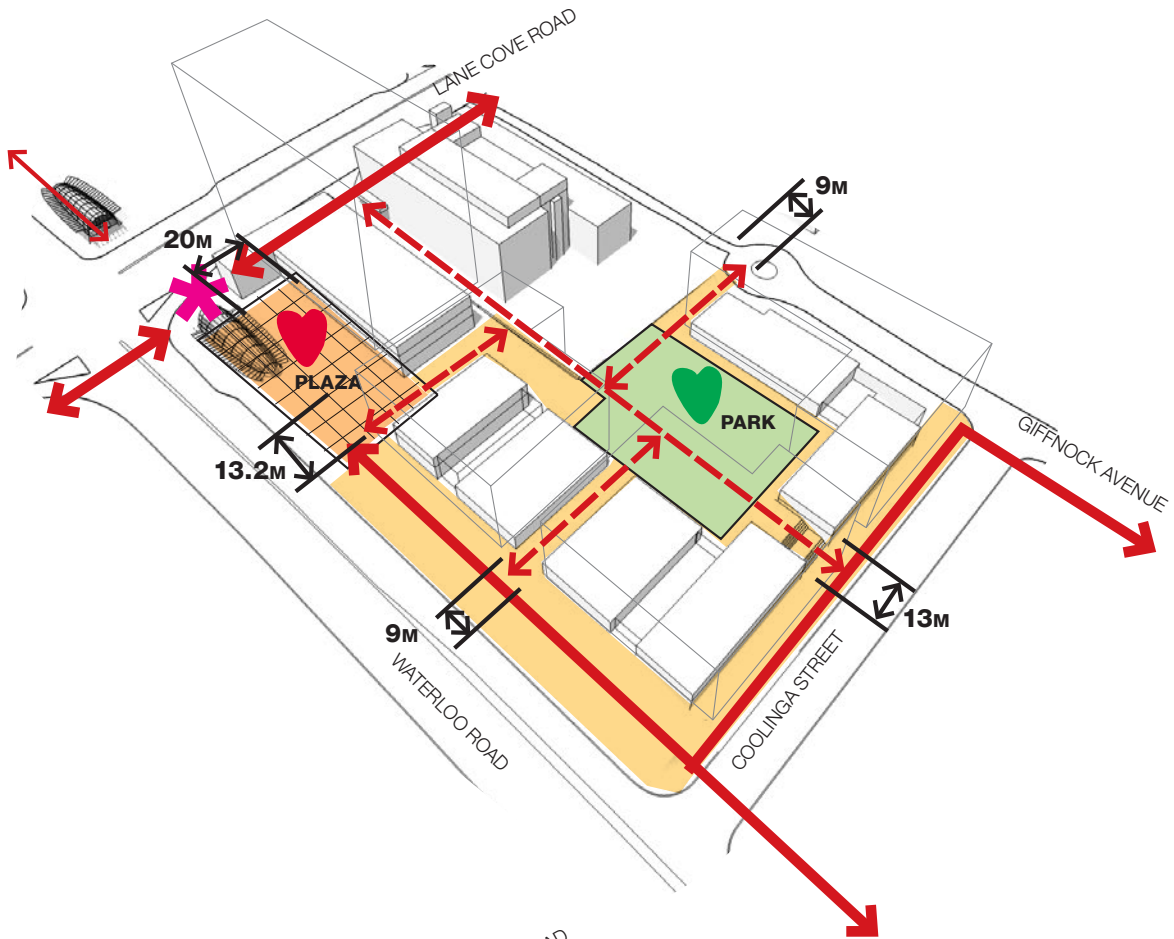 LANE COVE ROAD
9M
20M
PLAZA
PARK
GIFFNOCK AVENUE
13.2M
9M
13M
WATERLOO ROAD
COOLINGA STREET